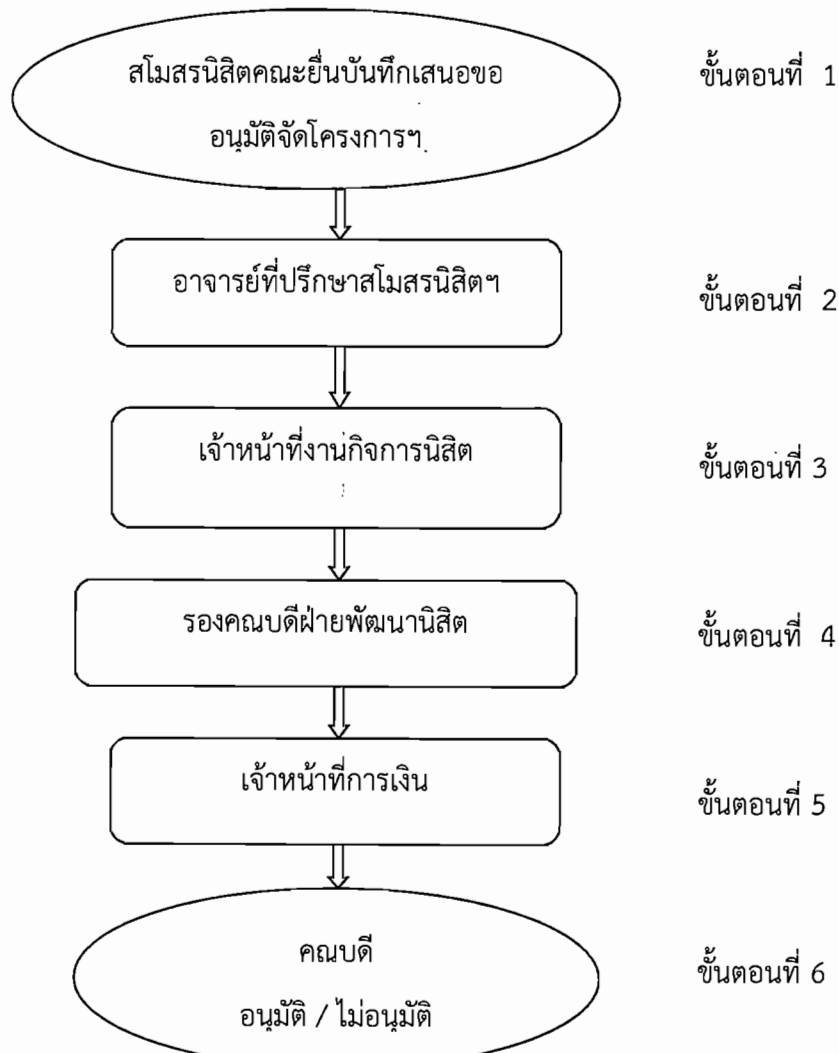 สโมสรนิสิตคณะยื่นบันทึกเสนอขอ
อนุมัติจัดโครงการฯ
ขั้นตอนที่ 1
อาจารย์ที่ปรึกษาสโมสรนิสิตฯ
ขั้นตอนที่ 2
เจ้าหน้าที่งานกิจการนิสิต
ขั้นตอนที่ 3
รองคณบดีฝ่ายพัฒนานิสิต
ขั้นตอนที่ 4
เจ้าหน้าที่การเงิน
ขั้นตอนที่ 5
คณบดี
อนุมัติ / ไม่อนุมัติ
ขั้นตอนที่ 6